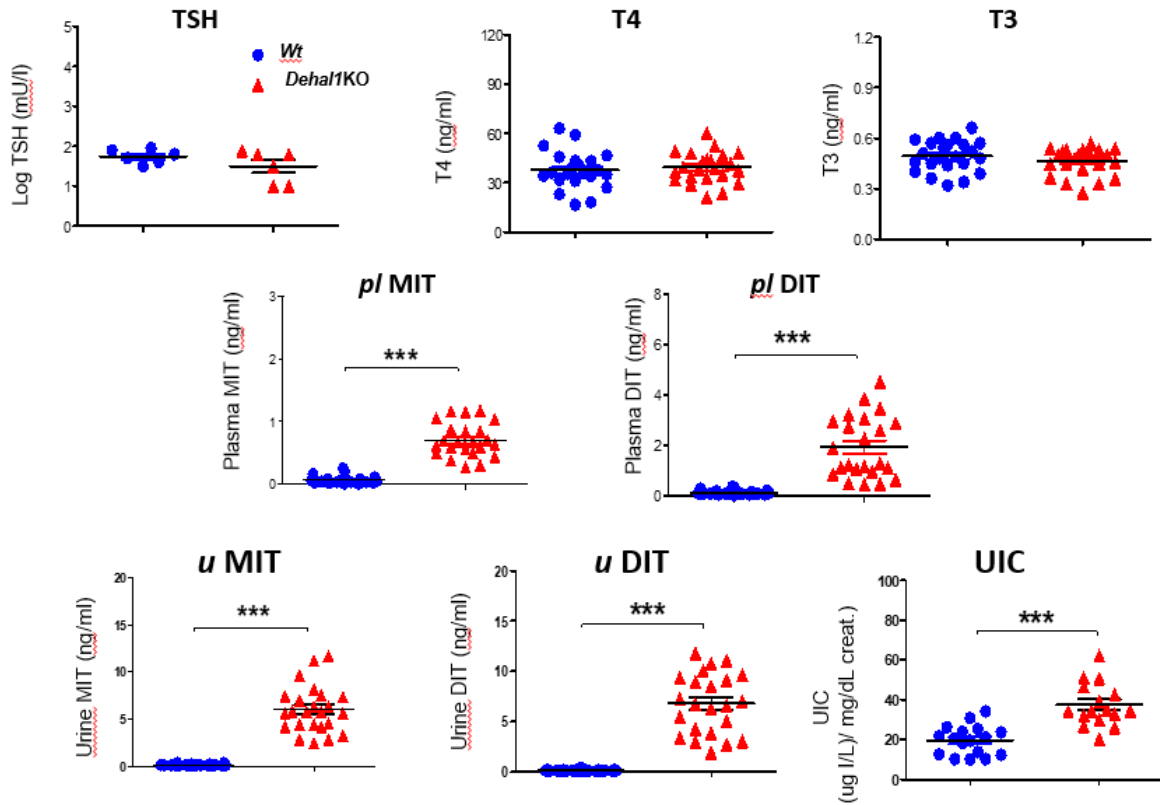 TSH
T4
T3
5
4
3
2
1
0
Log TSH (mU/l)
Wt
Dehal1KO
120
90
60
30
0
T4 (ng/ml)
1.2
0.9
0.6
0.3
0.0
T3 (ng/ml)
pl MIT
pl DIT
3
2
1
0
Plasma MIT (ng/ml)
***
8
6
4
2
0
Plasma DIT (ng/ml)
***
u MIT
u DIT
UIC
20
15
10
5
0
Urine MIT (ng/ml)
***
20
15
10
5
0
Urine DIT (ng/ml)
***
100
80
60
40
20
0
UIC
(ug I/L)/ mg/dL creat.)
***